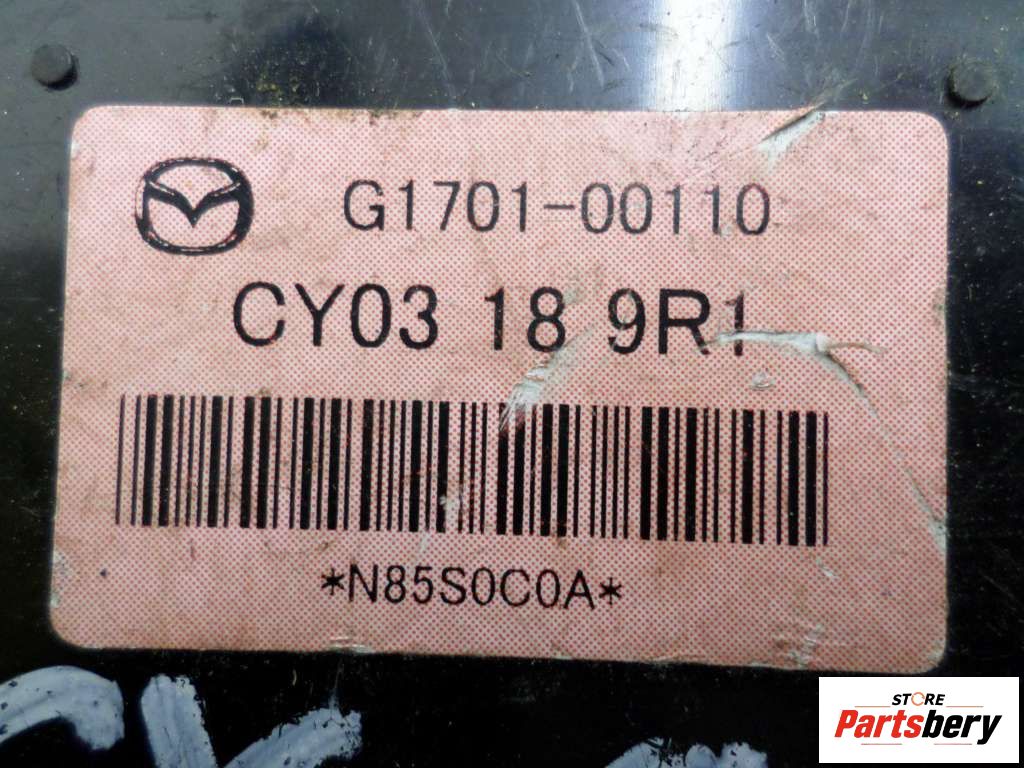 G1701-00110
CY03 18 9R1
*N85S0C0A*
STORE
Partsbery